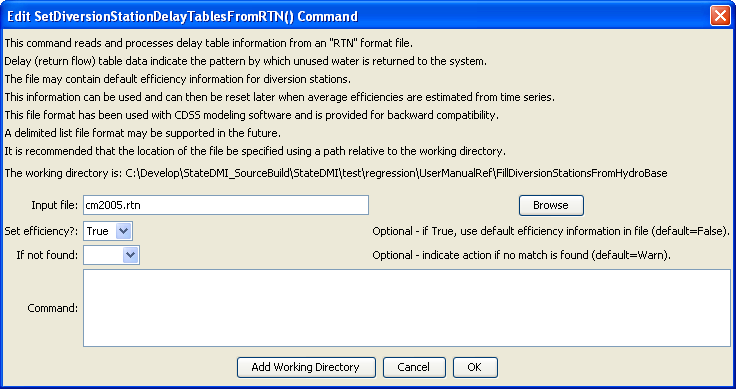 Edit SetDiversionStationDelayTablesFromRTN() Command
This command reads and processes delay table information from an "RTN" format file.
Delay (return flow) table data indicate the pattern by which unused water is returned to the system.
The file may contain default efficiency information for diversion stations.
This information can be used and can then be reset later when average efficiencies are estimated from time series.
This file format has been used with CDSS modeling software and is provided for backward compatibility.
A delimited list file format may be supported in the future.
It is recommended that the location of the file be specified using a path relative to the working directory.
The working directory is: C:\Develop\StateDMI_SourceBuild\StateDMI\test\regression\UserManualRef\FillDiversionStationsFromHydroBase
Input file: cm2005.rtn Browse
Set efficiency?: True Optional - if True, use default efficiency information in file (default=False).
If not found: Optional - indicate action if no match is found (default=Warn).
Command:
Add Working Directory Cancel OK